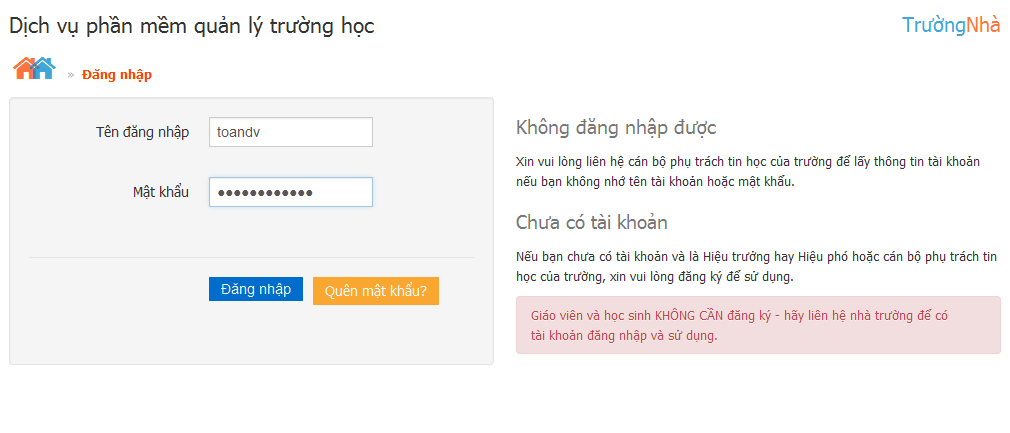 Dịch vụ phần mềm quản lý trường học
TrườngNhà
» Đăng nhập
Tên đăng nhập
toandv
Mật khẩu
••••••••••••
Đăng nhập
Quên mật khẩu?
Không đăng nhập được
Xin vui lòng liên hệ cán bộ phụ trách tin học của trường để lấy thông tin tài khoản
nếu bạn không nhớ tên tài khoản hoặc mật khẩu.
Chưa có tài khoản
Nếu bạn chưa có tài khoản và là Hiệu trưởng hay Hiệu phó hoặc cán bộ phụ trách tin
học của trường, xin vui lòng đăng ký để sử dụng.
Giáo viên và học sinh KHÔNG CẦN đăng ký - hãy liên hệ nhà trường để có
tài khoản đăng nhập và sử dụng.